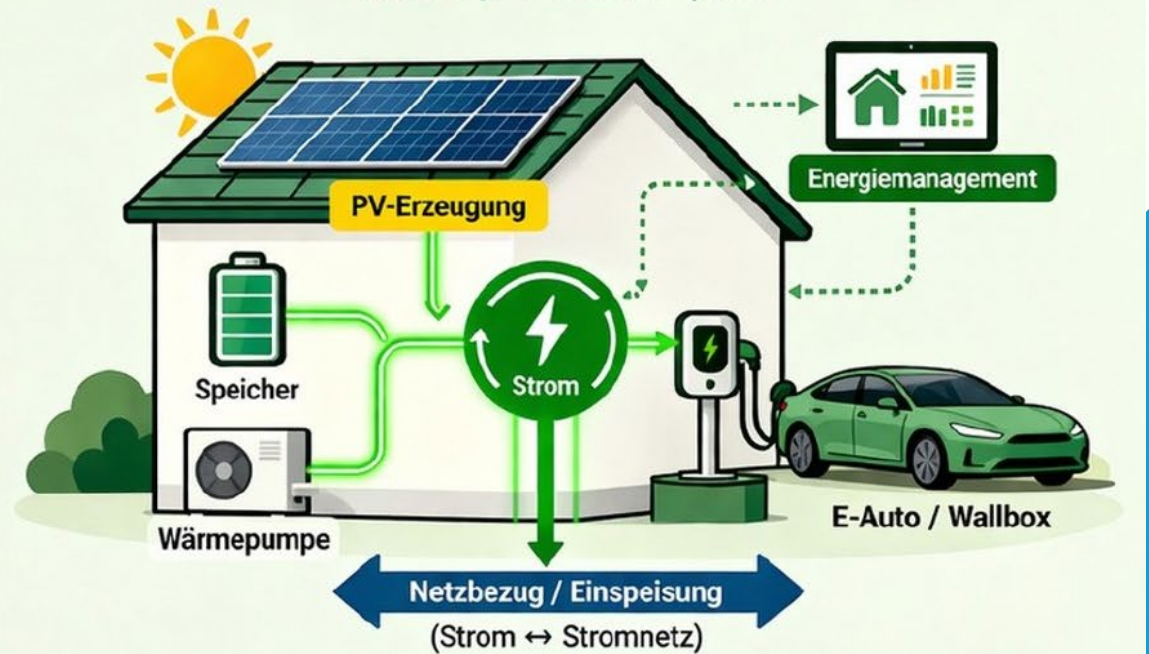 PV-Erzeugung
Energiemanagement
Speicher
Strom
Wärmepumpe
E-Auto / Wallbox
Netzbezug / Einspeisung
(Strom ↔ Stromnetz)